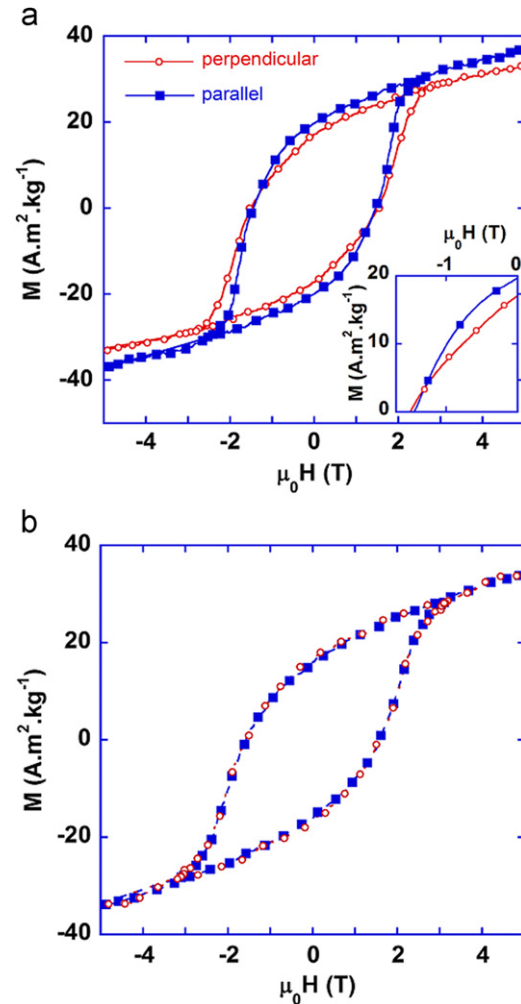 a
40
20
0
-20
-40
M (A.m².kg⁻¹)
perpendicular
parallel
μ₀H (T)
-1
0
20
10
0
M (A.m².kg⁻¹)
-4
-2
0
2
4
μ₀H (T)
b
40
20
0
-20
-40
M (A.m².kg⁻¹)
-4
-2
0
2
4
μ₀H (T)